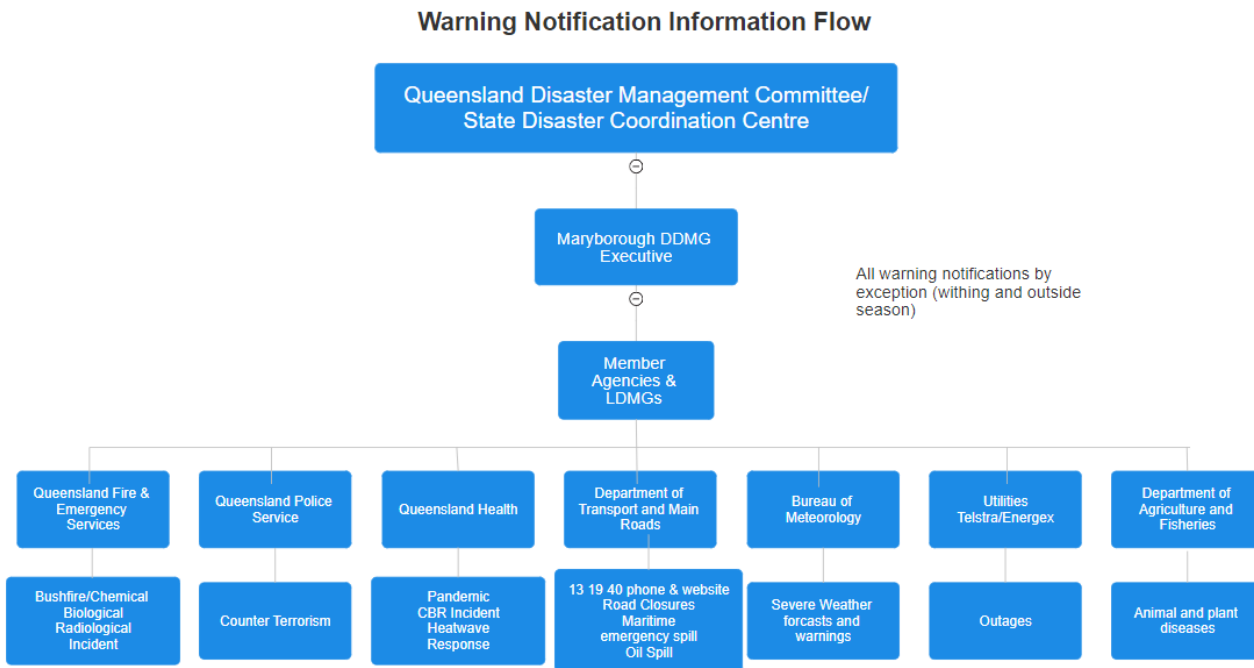 Warning Notification Information Flow
Queensland Disaster Management Committee/
State Disaster Coordination Centre
Maryborough DDMG
Executive
All warning notifications by
exception (withing and outside
season)
Member
Agencies &
LDMGs
Queensland Fire &
Emergency
Services
Queensland Police
Service
Queensland Health
Department of
Transport and Main
Roads
Bureau of
Meteorology
Utilities
Telstra/Energex
Department of
Agriculture and
Fisheries
Bushfire/Chemical
Biological
Radiological
Incident
Counter Terrorism
Pandemic
CBR Incident
Heatwave
Response
13 19 40 phone & website
Road Closures
Maritime
emergency spill
Oil Spill
Severe Weather
forcasts and
warnings
Outages
Animal and plant
diseases